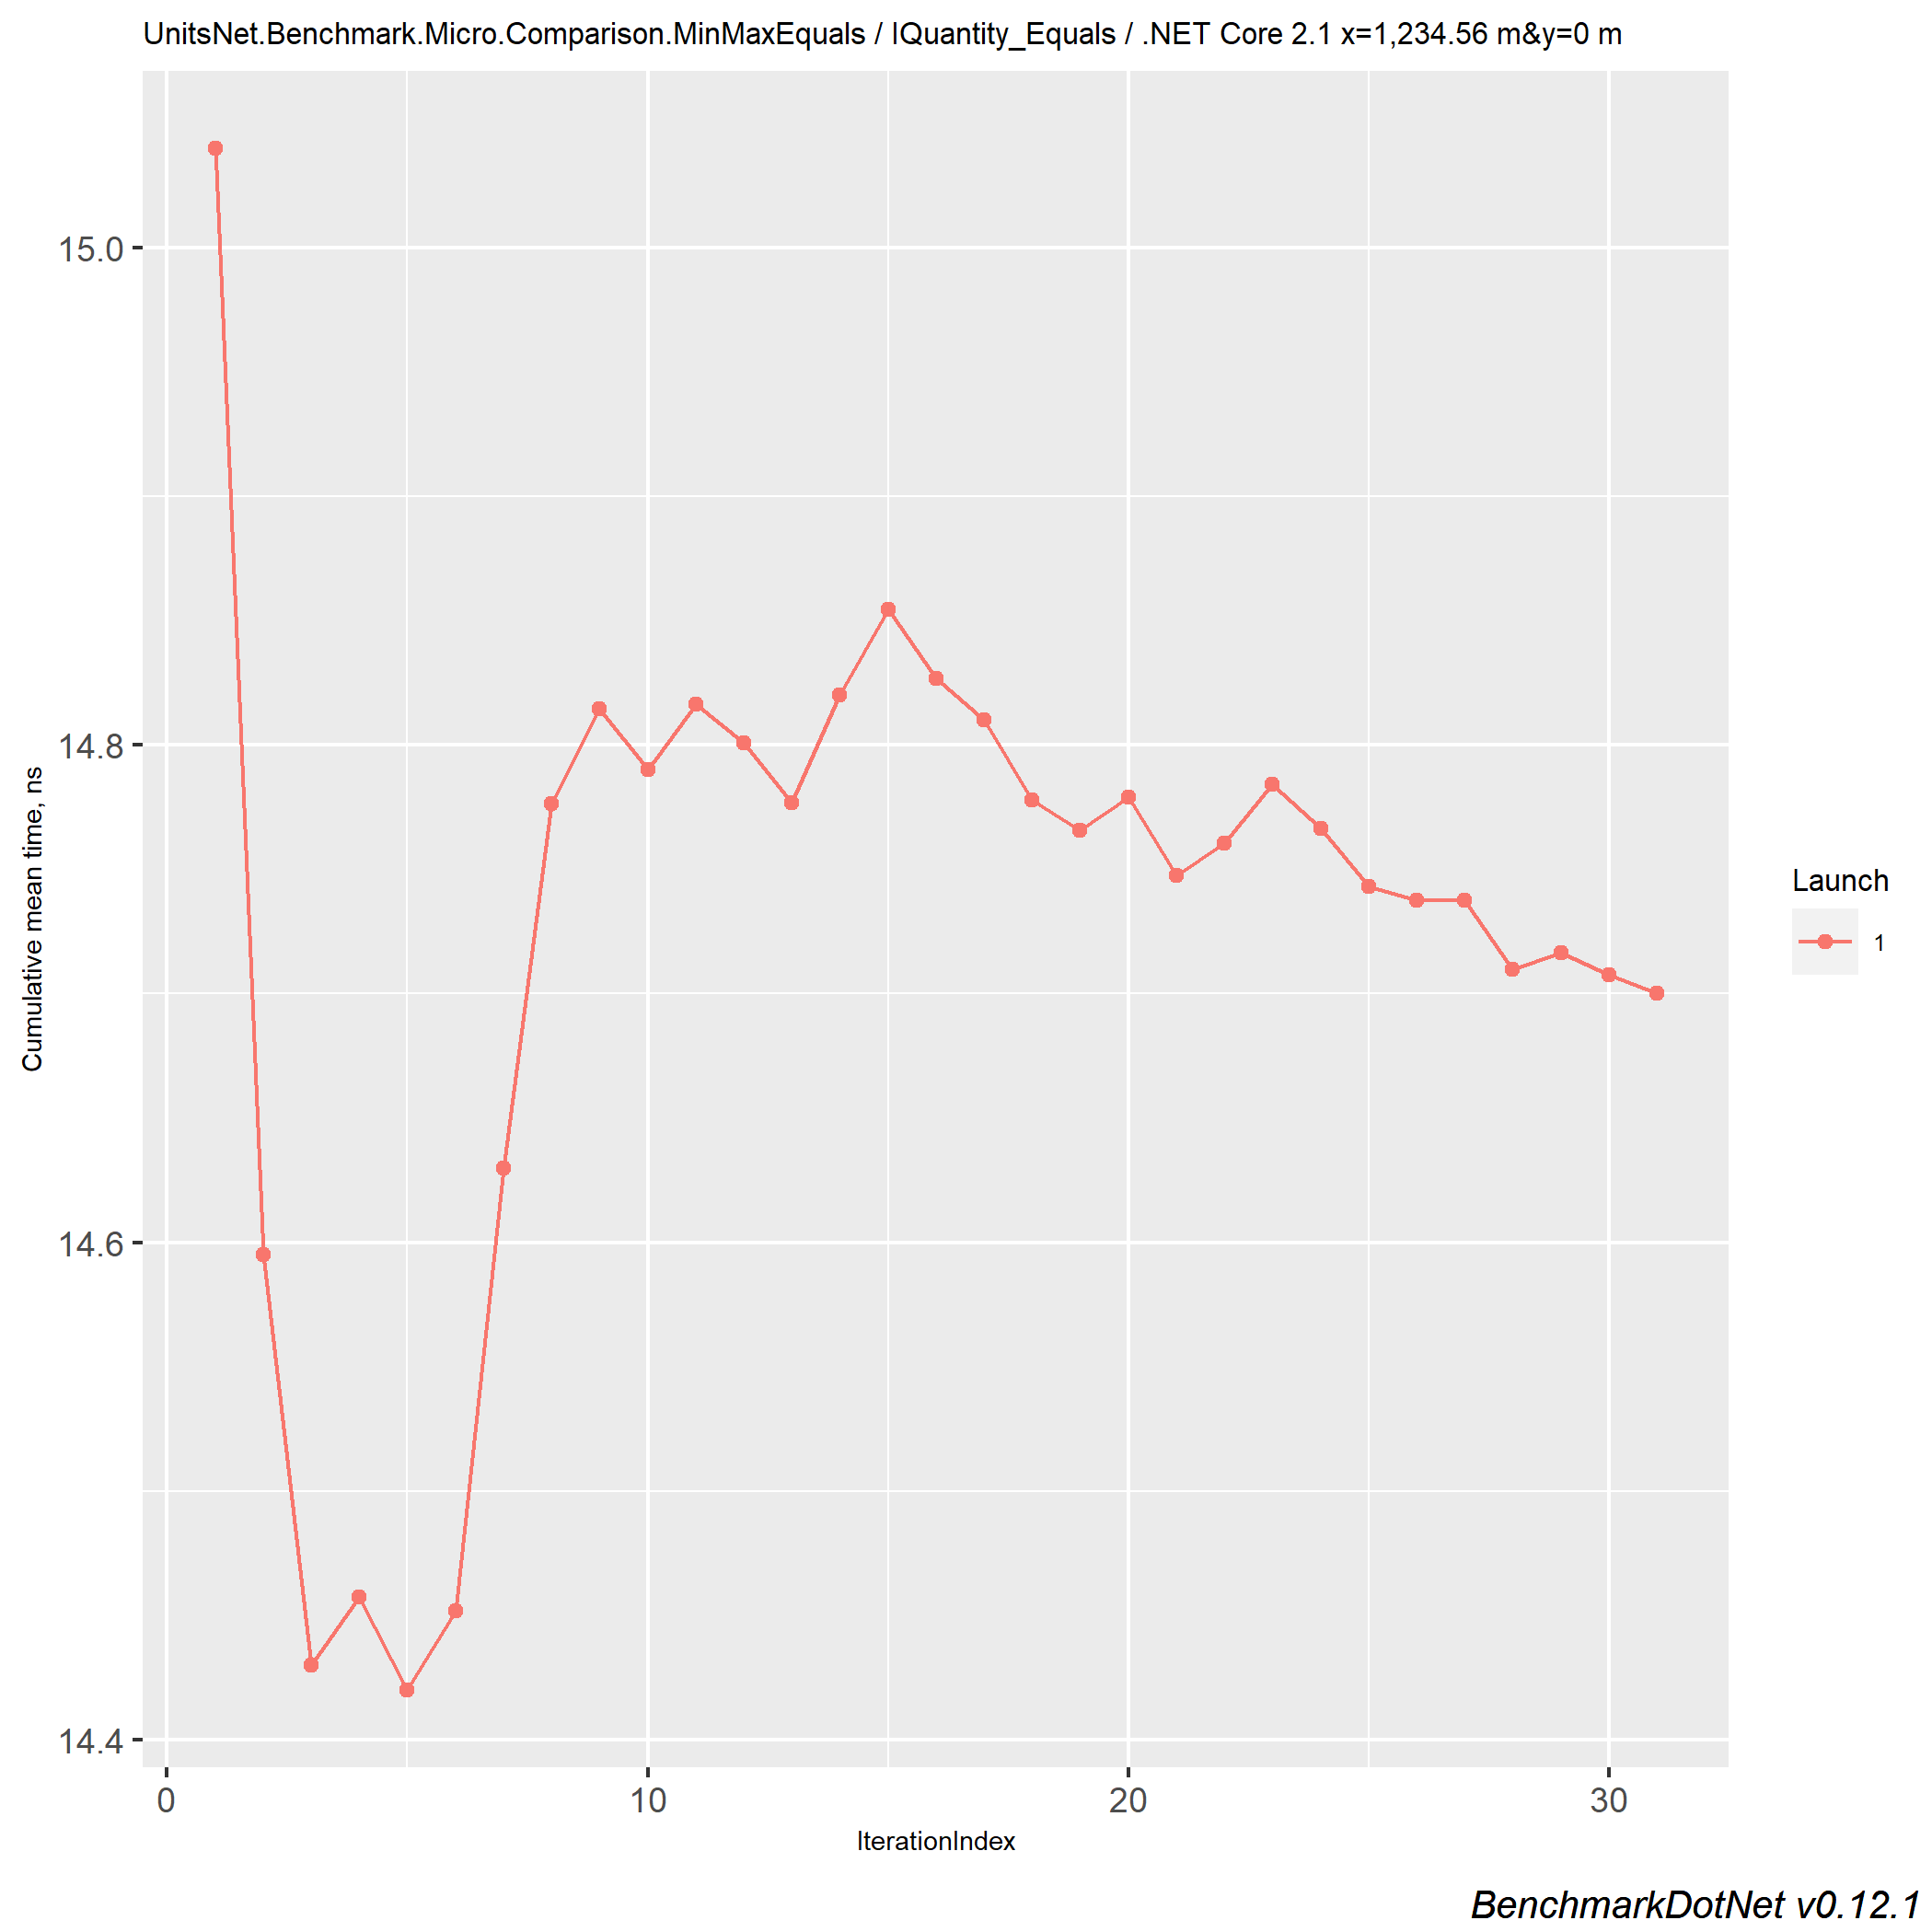 UnitsNet.Benchmark.Micro.Comparison.MinMaxEquals / IQuantity_Equals / .NET Core 2.1 x=1,234.56 m&y=0 m
15.0
14.8
14.6
14.4
Cumulative mean time, ns
0 10 20 30
IterationIndex
Launch
1
BenchmarkDotNet v0.12.1